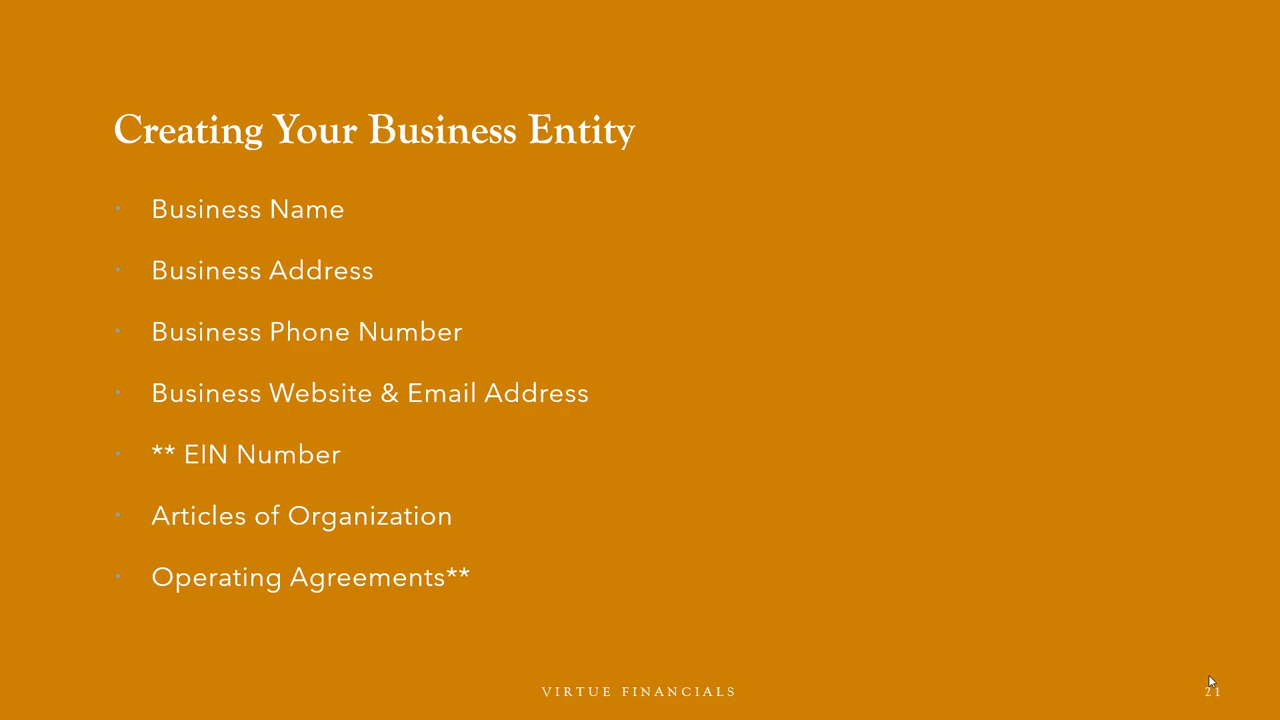 Creating Your Business Entity
Business Name
Business Address
Business Phone Number
Business Website & Email Address
** EIN Number
Articles of Organization
Operating Agreements**
VIRTUE FINANCIALS
21